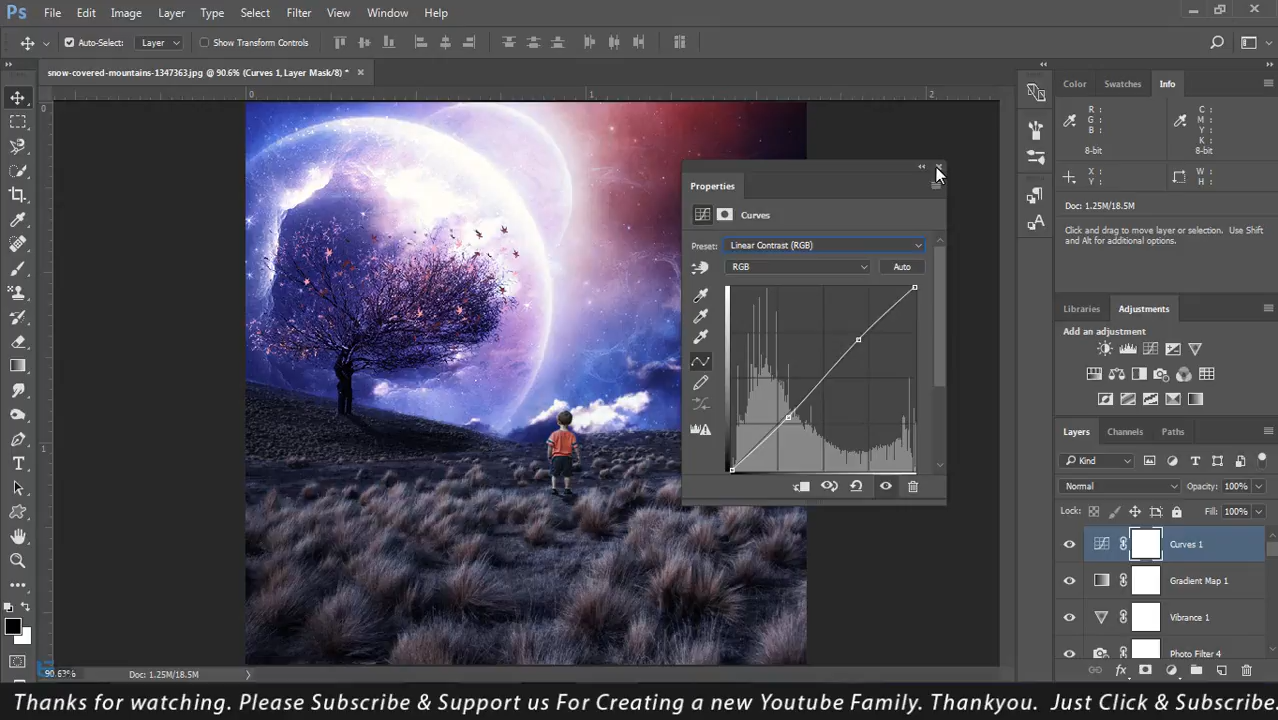 Ps File Edit Image Layer Type Select Filter 3D View Window Help
Auto-Select: Layer Show Transform Controls
snow-covered-mountains-1347363.jpg @ 90.6% (Curves 1, Layer Mask/8) *
0 1 2
0
1
Color Swatches Info
R : C :
G : M :
B : Y :
K :
8-bit 8-bit
X : W :
Y : H :
Doc: 1.25M/18.5M
Click and drag to move layer or selection. Use Shift
and Alt for additional options.
Properties
Curves
Preset: Linear Contrast (RGB)
RGB Auto
Libraries Adjustments
Add an adjustment
Layers Channels Paths
Kind
Normal Opacity: 100%
Lock: Fill: 100%
Curves 1
Gradient Map 1
Vibrance 1
Photo Filter 4
90.63% Doc: 1.25M/18.5M
Thanks for watching. Please Subscribe & Support us For Creating a new Youtube Family. Thankyou. Just Click & Subscribe.